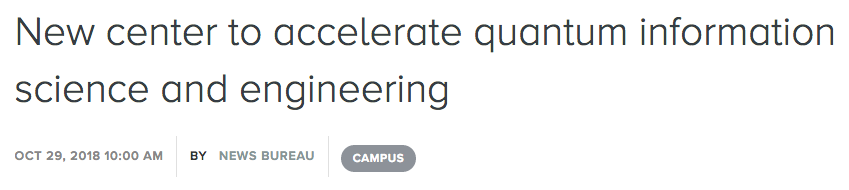 New center to accelerate quantum information
science and engineering
OCT 29, 2018 10:00 AM BY NEWS BUREAU CAMPUS